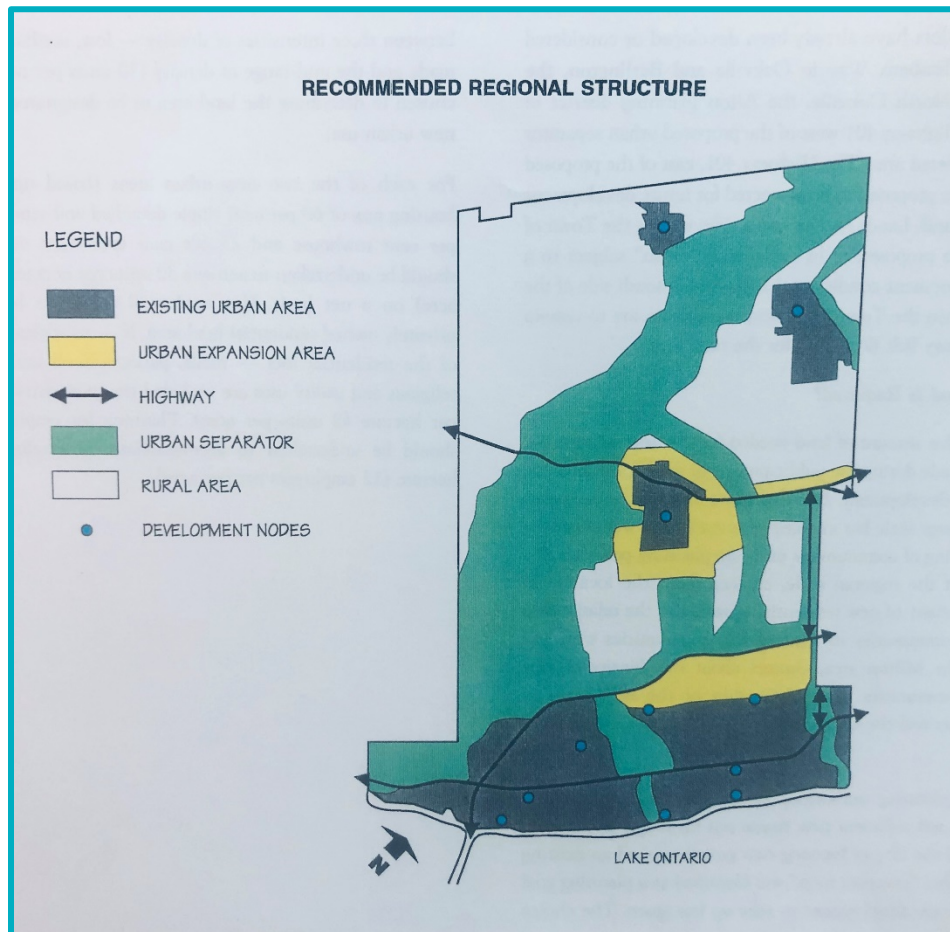 RECOMMENDED REGIONAL STRUCTURE
LEGEND
EXISTING URBAN AREA
URBAN EXPANSION AREA
HIGHWAY
URBAN SEPARATOR
RURAL AREA
DEVELOPMENT NODES
N
LAKE ONTARIO